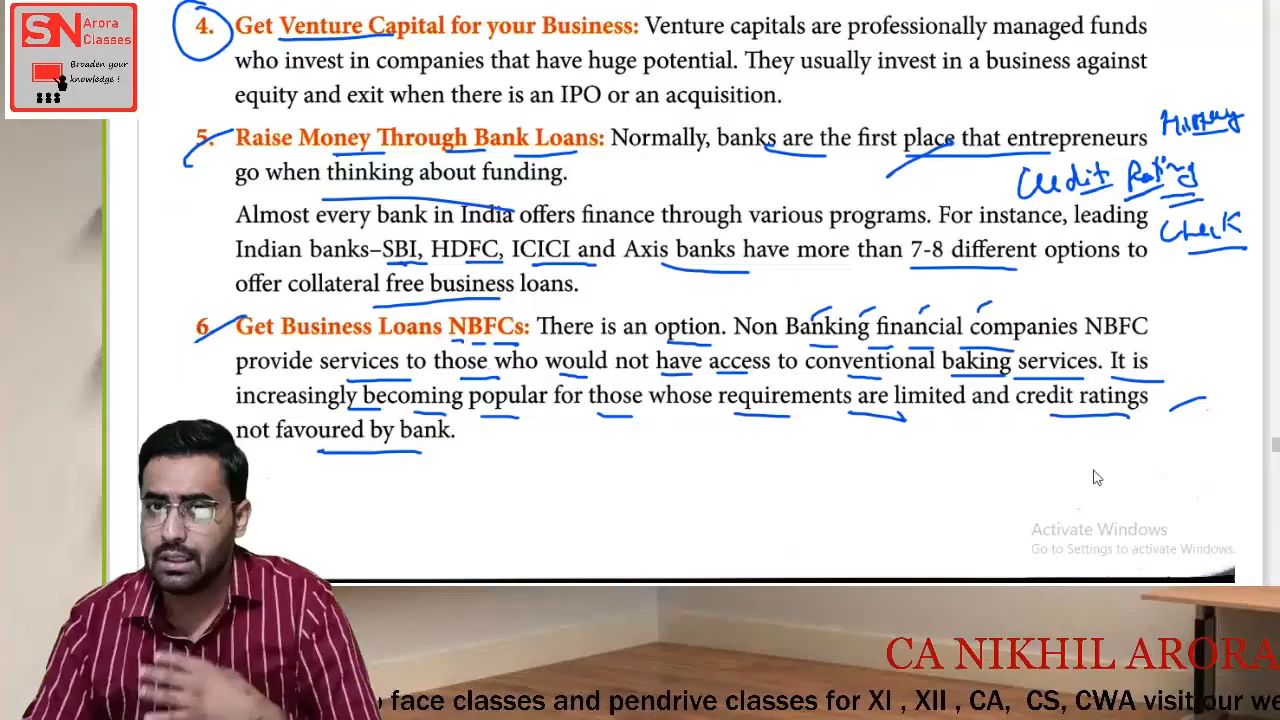 SN Arora Classes
Broaden your knowledge !
4. Get Venture Capital for your Business: Venture capitals are professionally managed funds
who invest in companies that have huge potential. They usually invest in a business against
equity and exit when there is an IPO or an acquisition.
5. Raise Money Through Bank Loans: Normally, banks are the first place that entrepreneurs
go when thinking about funding.
History
Credit Rating
Check
Almost every bank in India offers finance through various programs. For instance, leading
Indian banks–SBI, HDFC, ICICI and Axis banks have more than 7-8 different options to
offer collateral free business loans.
6 Get Business Loans NBFCs: There is an option. Non Banking financial companies NBFC
provide services to those who would not have access to conventional baking services. It is
increasingly becoming popular for those whose requirements are limited and credit ratings
not favoured by bank.
Activate Windows
Go to Settings to activate Windows.
CA NIKHIL ARORA
face classes and pendrive classes for XI , XII , CA, CS, CWA visit our we